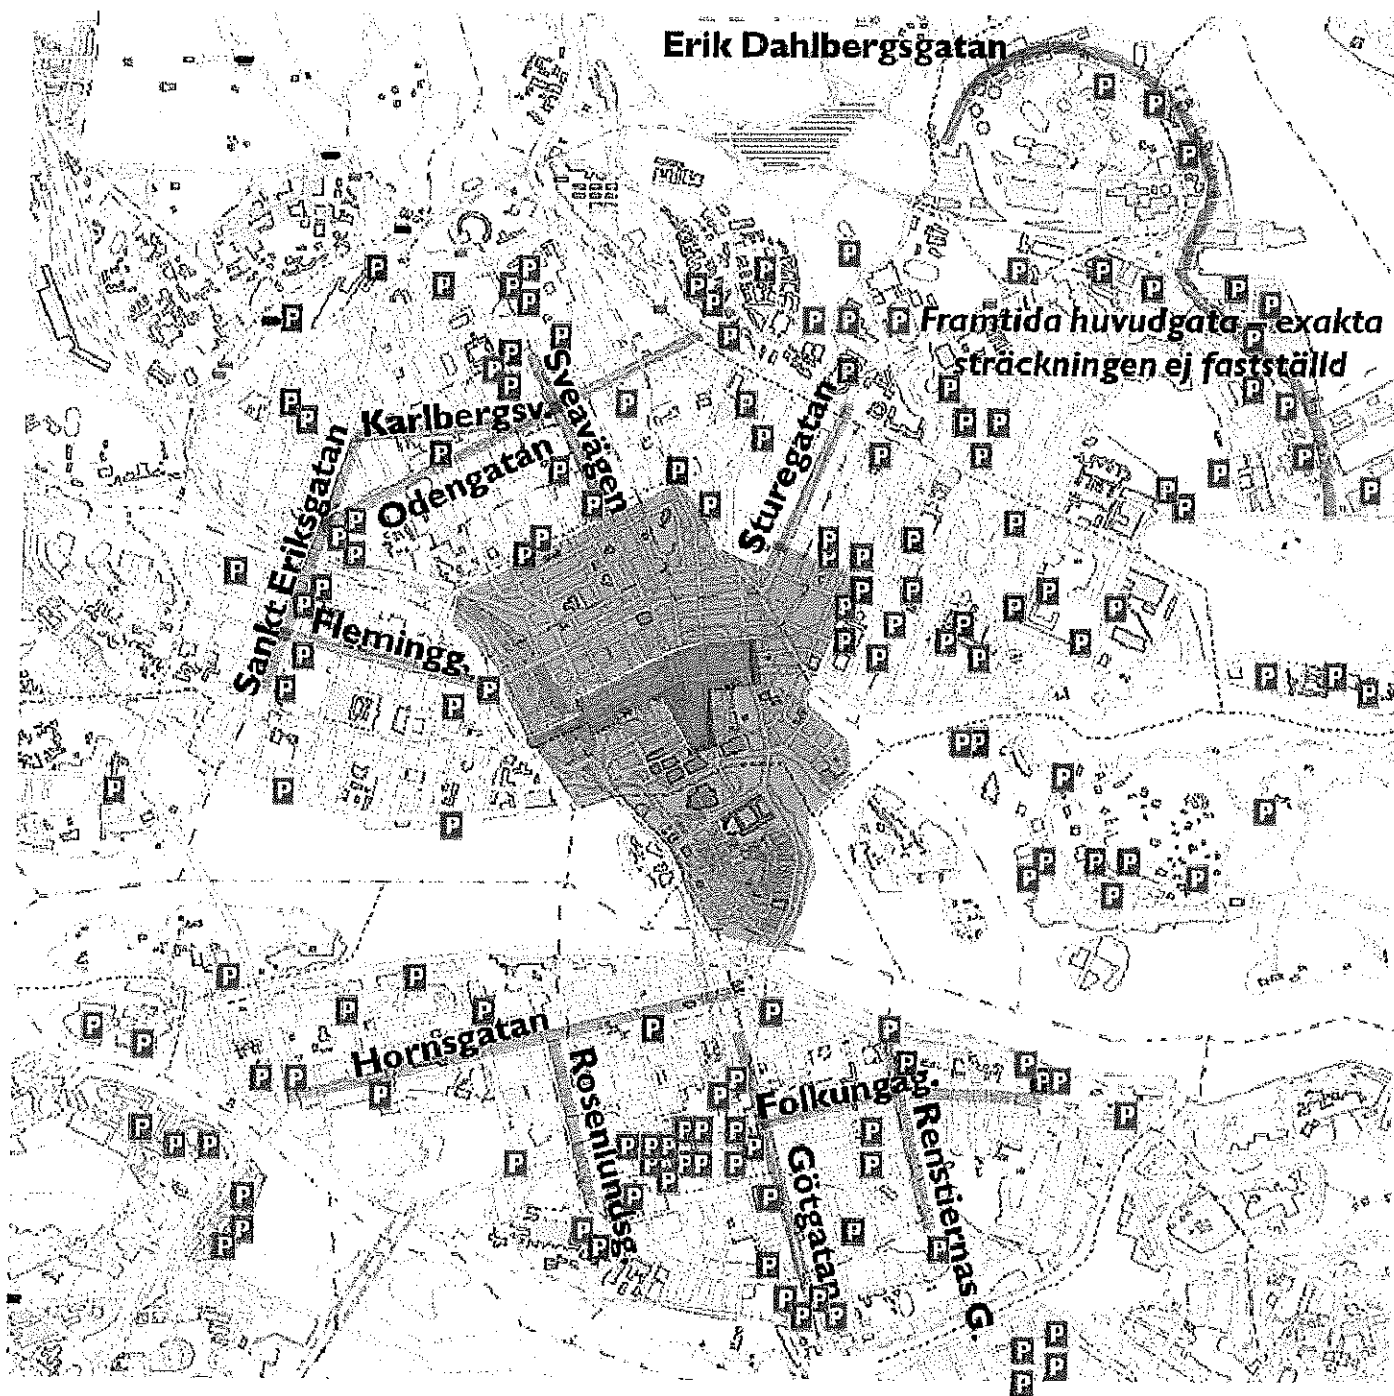 Erik Dahlbergsgatan
Framtida huvudgata - exakta
sträckningen ej fastställd
Sveavägen
Karlbergsv.
Odengatan
Sturegatan
Sankt Eriksgatan
Flemingg.
Hornsgatan
Rosenlundsg.
Folkungag.
Götgatan
Renstiernas G.